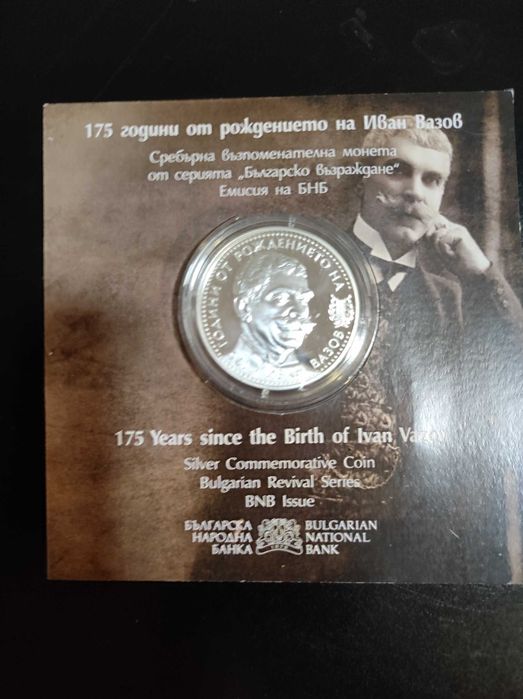 175 години от рождението на Иван Вазов
Сребърна възпоменателна монета
от серията „Българско възраждане“
Емисия на БНБ
ГОДИНИ ОТ РОЖДЕНИЕТО НА
ВАЗОВ
175 Years since the Birth of Ivan Vazov
Silver Commemorative Coin
Bulgarian Revival Series
BNB Issue
БЪЛГАРСКА
НАРОДНА
БАНКА
BULGARIAN
NATIONAL
BANK